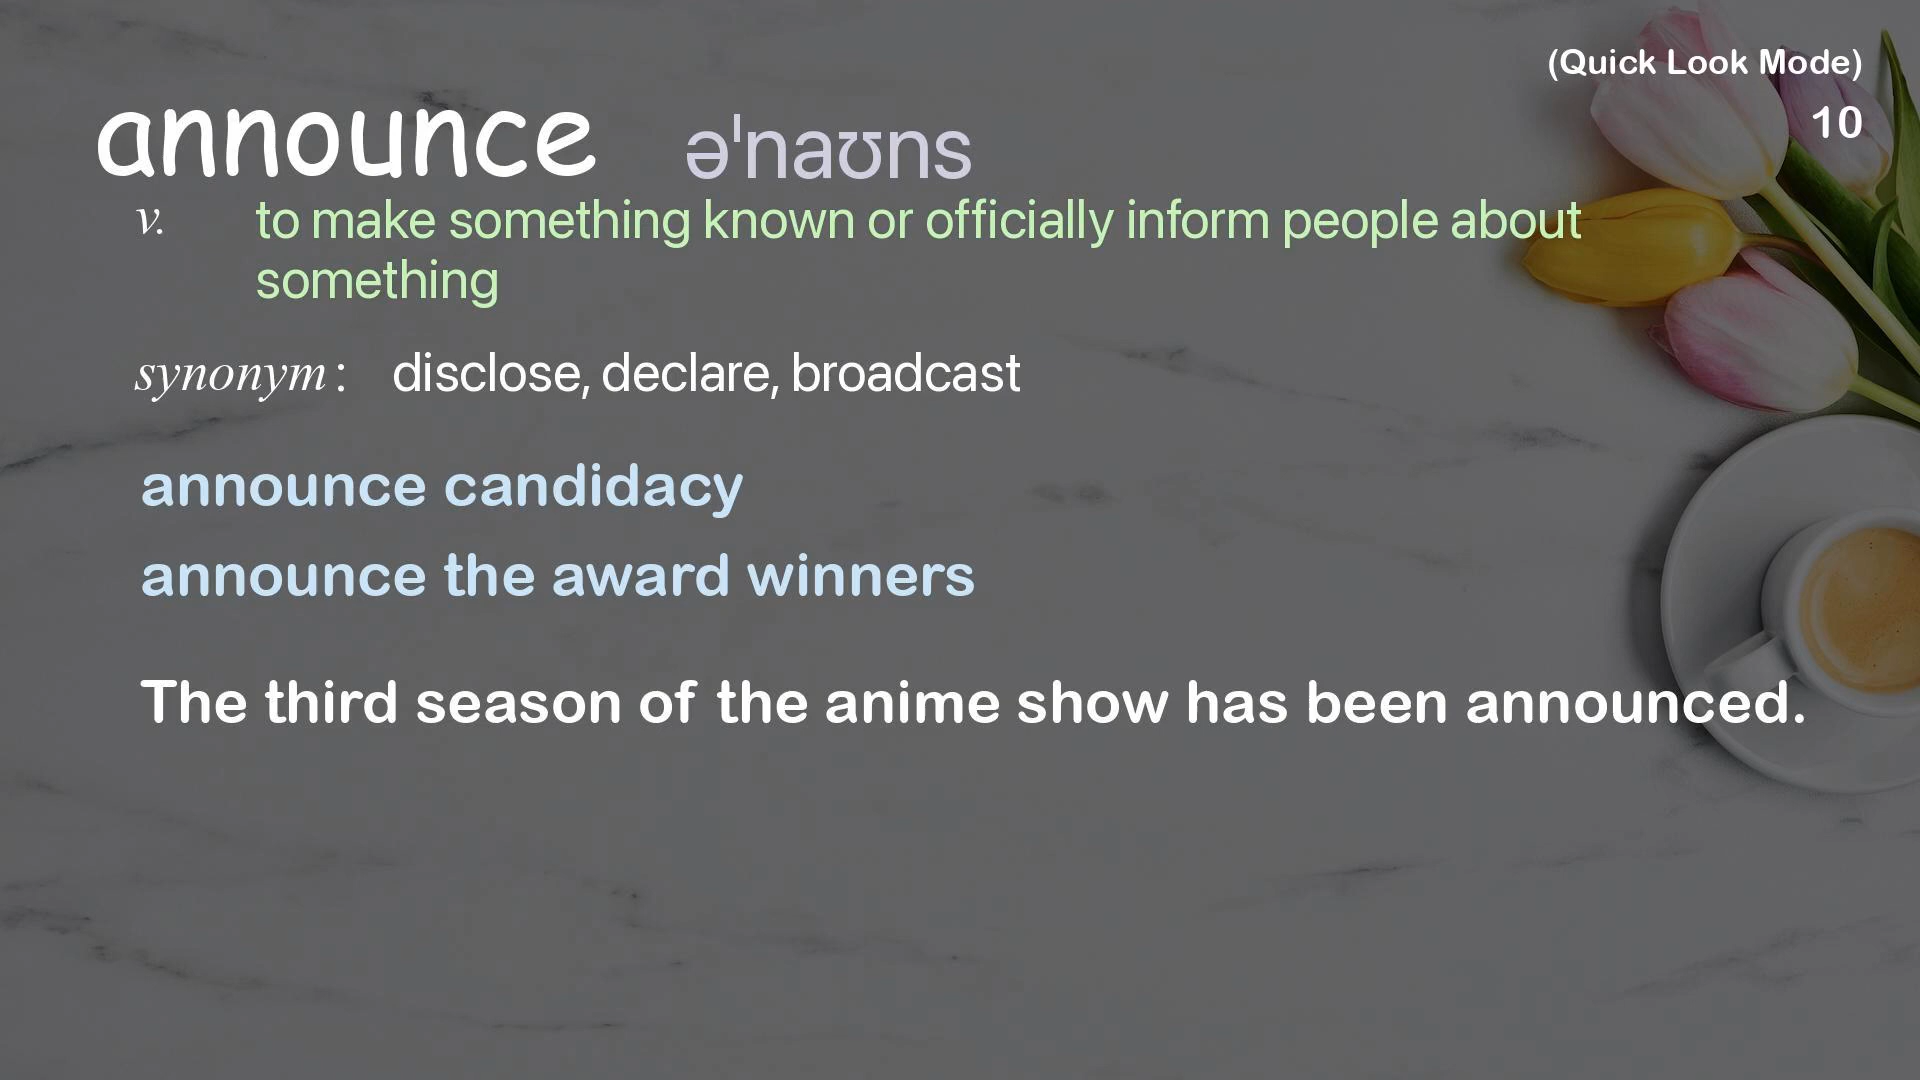 (Quick Look Mode)
10
announce əˈnaʊns
v. to make something known or officially inform people about
something
synonym : disclose, declare, broadcast
announce candidacy
announce the award winners
The third season of the anime show has been announced.